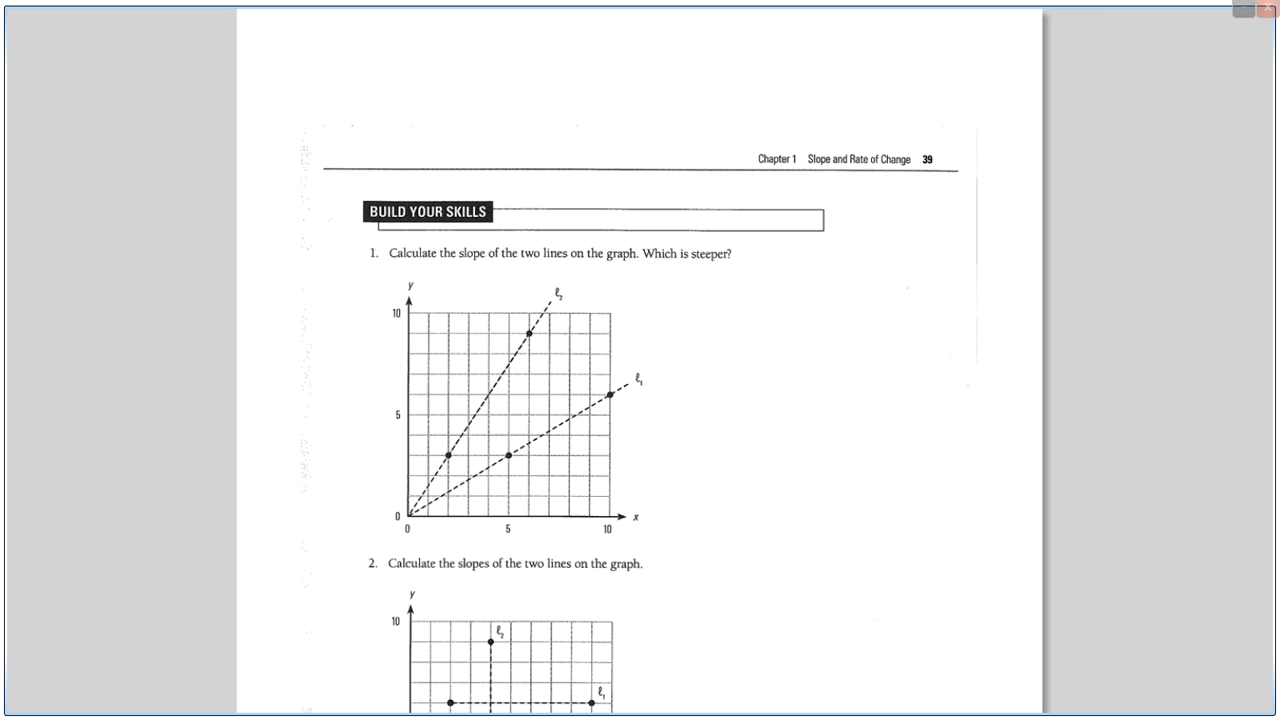 Chapter 1 Slope and Rate of Change 39
BUILD YOUR SKILLS
1. Calculate the slope of the two lines on the graph. Which is steeper?
y
ℓ₂
10
ℓ₁
5
0
x
0 5 10
2. Calculate the slopes of the two lines on the graph.
y
10
ℓ₂
ℓ₁